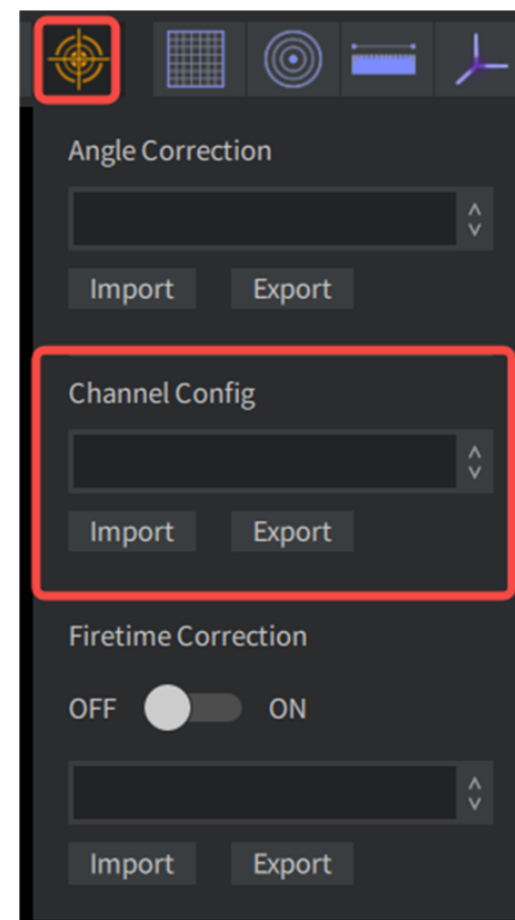 Angle Correction
Import Export
Channel Config
Import Export
Firetime Correction
OFF ON
Import Export